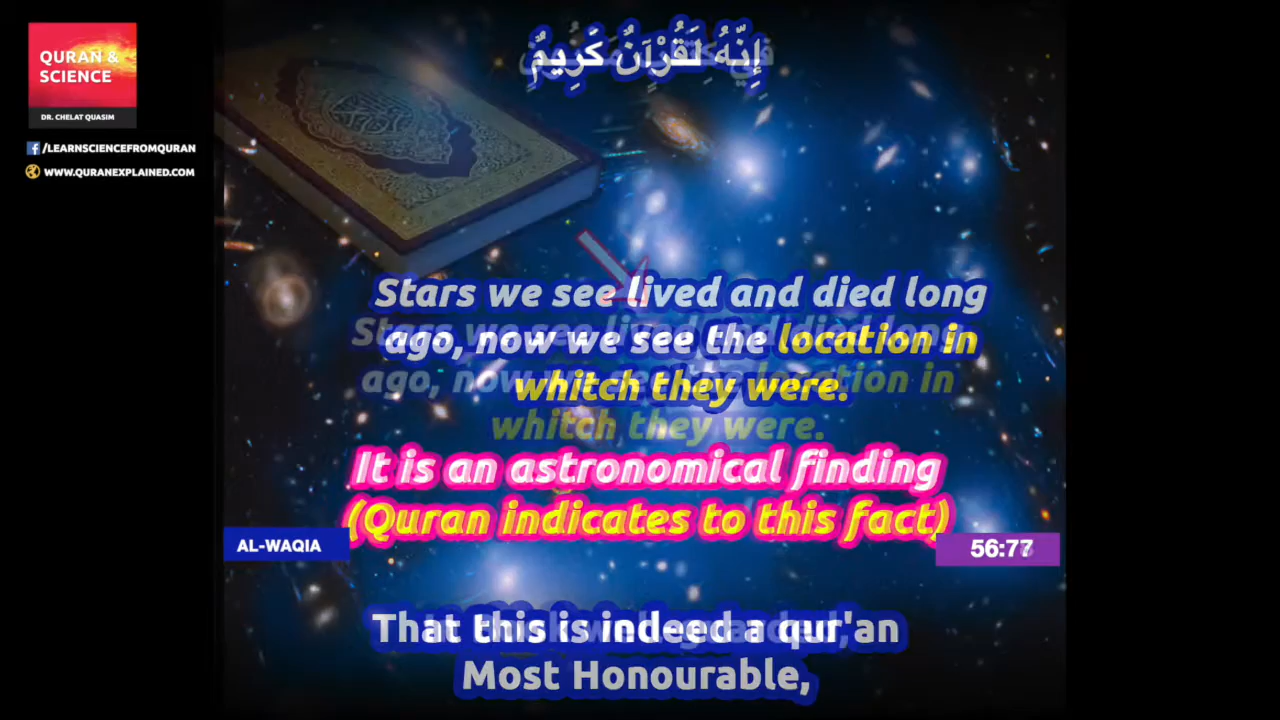 QURAN &
SCIENCE
DR. CHELAT QUASIM
/LEARNSCIENCEFROMQURAN
WWW.QURANEXPLAINED.COM
إِنَّهُ لَقُرْآنٌ كَرِيمٌ
Stars we see lived and died long
ago, now we see the location in
whitch they were.
It is an astronomical finding
(Quran indicates to this fact)
AL-WAQIA
56:77
That this is indeed a qur'an
Most Honourable,